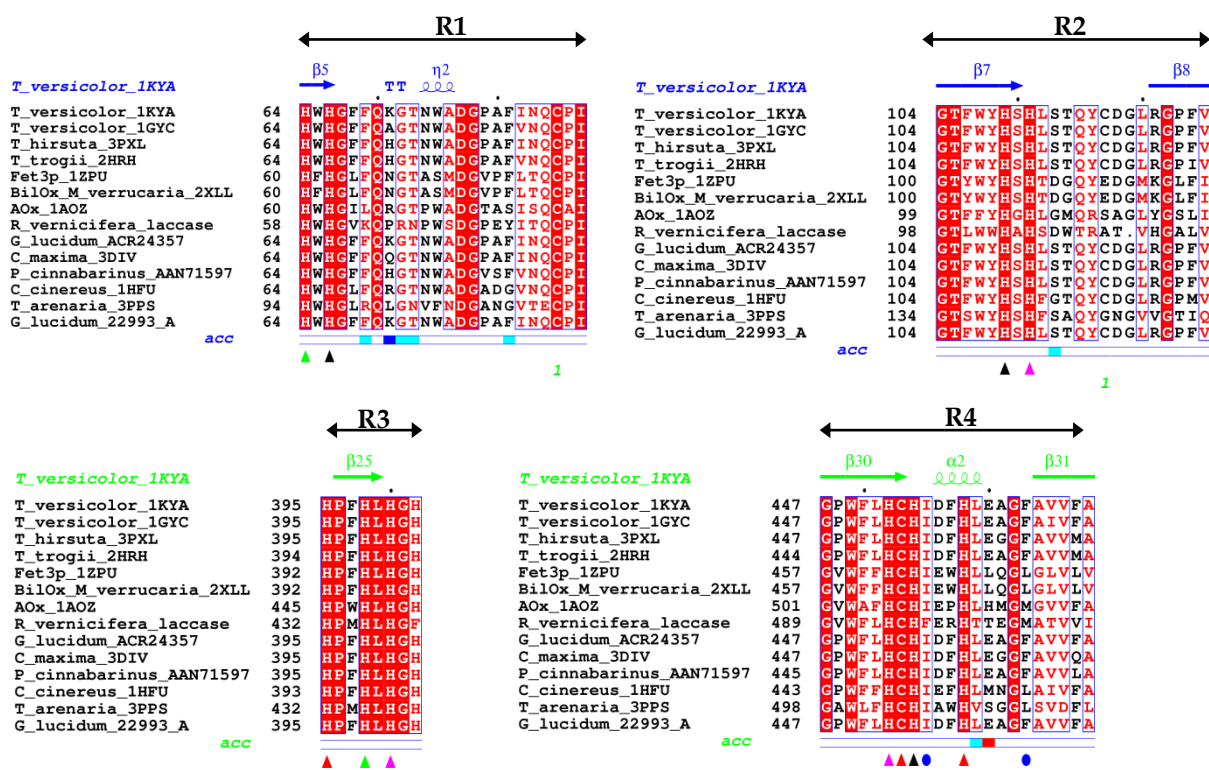 R1
β5 TT η2
T_versicolor_1KYA
T_versicolor_1KYA 64 HWHGFFQKGTNWADGPAFINQCPI
T_versicolor_1GYC 64 HWHGFFQAGTNWADGPAFVNQCPI
T_hirsuta_3PXL 64 HWHGFFQHGTNWADGPAFINQCPI
T_trogii_2HRH 64 HWHGFFQHGTNWADGPAFVNQCPI
Fet3p_1ZPU 60 HFHGLFQNGTASMDGVPFLTQCPI
BilOx_M_verrucaria_2XLL 60 HFHGLFQNGTASMDGVPFLTQCPI
AOx_1AOZ 60 HWHGILQRGTPWADGTASISQCAI
R_vernicifera_laccase 58 HWHGVKQPRNPWSDGPEYITQCPI
G_lucidum_ACR24357 64 HWHGFFQKGTNWADGPAFINQCPI
C_maxima_3DIV 64 HWHGFFQQGTNWADGPAFINQCPI
P_cinnabarinus_AAN71597 64 HWHGFFQHGTNWADGVSFVNQCPI
C_cinereus_1HFU 64 HWHGLFQRGTNWADGADGVNQCPI
T_arenaria_3PPS 94 HWHGLRQLGNVFNDGANGVTECPI
G_lucidum_22993_A 64 HWHGFFQKGTNWADGPAFINQCPI
acc
1
R2
β7 β8
T_versicolor_1KYA
T_versicolor_1KYA 104 GTFWYHSHLSTQYCDGLRGPFV
T_versicolor_1GYC 104 GTFWYHSHLSTQYCDGLRGPFV
T_hirsuta_3PXL 104 GTFWYHSHLSTQYCDGLRGPFV
T_trogii_2HRH 104 GTFWYHSHLSTQYCDGLRGPIV
Fet3p_1ZPU 100 GTYWYHSHTDGQYEDGMKGLFI
BilOx_M_verrucaria_2XLL 100 GTYWYHSHTDGQYEDGMKGLFI
AOx_1AOZ 99 GTFFYHGHLGMQRSAGLYGSLI
R_vernicifera_laccase 98 GTLWWHAHSDWTRAT.VHGALV
G_lucidum_ACR24357 104 GTFWYHSHLSTQYCDGLRGPFV
C_maxima_3DIV 104 GTFWYHSHLSTQYCDGLRGPFV
P_cinnabarinus_AAN71597 104 GTFWYHSHLSTQYCDGLRGPFV
C_cinereus_1HFU 104 GTFWYHSHFGTQYCDGLRGPMV
T_arenaria_3PPS 134 GTSWYHSHFSAQYGNGVVGTIQ
G_lucidum_22993_A 104 GTFWYHSHLSTQYCDGLRGPFV
acc
1
R3
β25
T_versicolor_1KYA
T_versicolor_1KYA 395 HPFHLHGH
T_versicolor_1GYC 395 HPFHLHGH
T_hirsuta_3PXL 395 HPFHLHGH
T_trogii_2HRH 394 HPFHLHGH
Fet3p_1ZPU 392 HPFHLHGH
BilOx_M_verrucaria_2XLL 392 HPFHLHGH
AOx_1AOZ 445 HPWHLHGH
R_vernicifera_laccase 432 HPMHLHGF
G_lucidum_ACR24357 395 HPFHLHGH
C_maxima_3DIV 395 HPFHLHGH
P_cinnabarinus_AAN71597 395 HPFHLHGH
C_cinereus_1HFU 393 HPFHLHGH
T_arenaria_3PPS 432 HPMHLHGH
G_lucidum_22993_A 395 HPFHLHGH
acc
R4
β30 α2 β31
T_versicolor_1KYA
T_versicolor_1KYA 447 GPWFLHCHIDFHLEAGFAVVFA
T_versicolor_1GYC 447 GPWFLHCHIDFHLEAGFAIVFA
T_hirsuta_3PXL 447 GPWFLHCHIDFHLEGGFAVVMA
T_trogii_2HRH 444 GPWFLHCHIDFHLEAGFAIVFA
Fet3p_1ZPU 457 GVWFFHCHIEWHLLQGLGLVLV
BilOx_M_verrucaria_2XLL 457 GVWFFHCHIEWHLLQGLGLVLV
AOx_1AOZ 501 GVWAFHCHIEPHLHMGMGVVFA
R_vernicifera_laccase 489 GVWFLHCHFERHTTEGMATVVI
G_lucidum_ACR24357 447 GPWFLHCHIDFHLEAGFAVVFA
C_maxima_3DIV 447 GPWFLHCHIDFHLEGGFAVVQA
P_cinnabarinus_AAN71597 445 GPWFLHCHIDFHLEAGFAIVFA
C_cinereus_1HFU 443 GPWFFHCHIEFHLMNGLAIVFA
T_arenaria_3PPS 498 GAWLFHCHIAWHVSGGLSVDFL
G_lucidum_22993_A 447 GPWFLHCHIDFHLEAGFAVVFA
acc